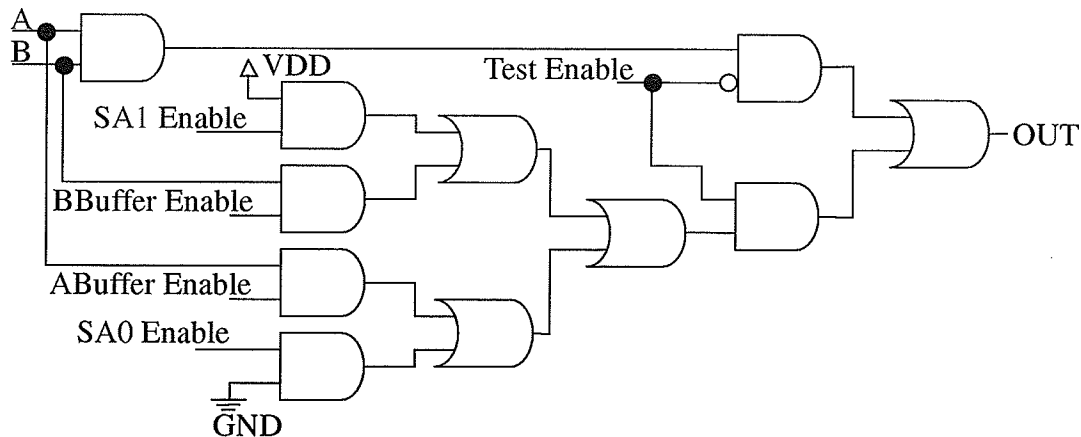 A
B
VDD
Test Enable
SA1 Enable
OUT
BBuffer Enable
ABuffer Enable
SA0 Enable
GND